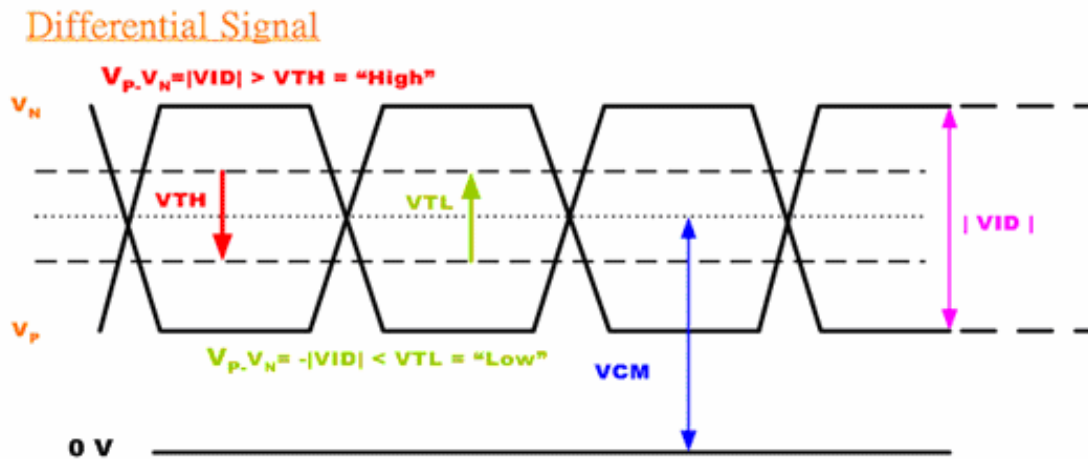 Differential Signal
VP-VN=|VID| > VTH = "High"
VN
VTH
VTL
| VID |
VP
VP-VN= -|VID| < VTL = "Low"
VCM
0 V